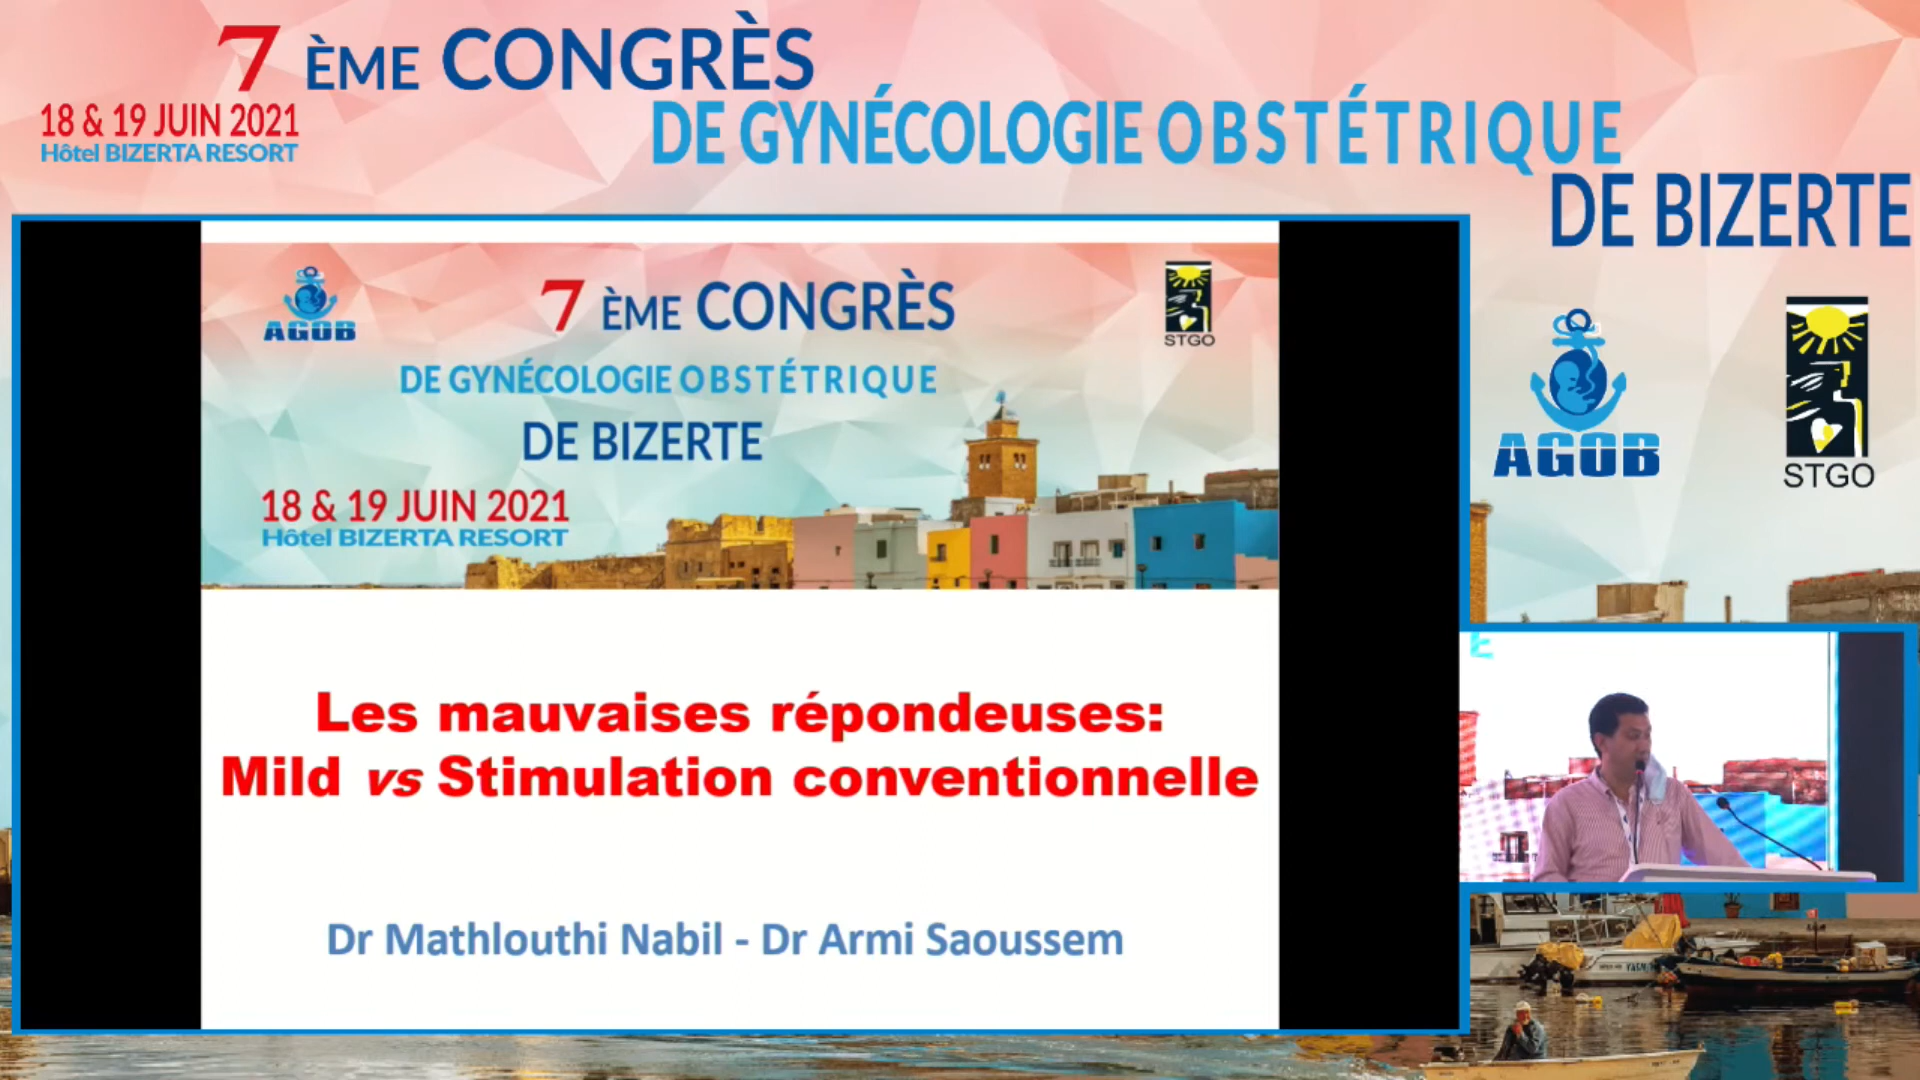 7 ÈME CONGRÈS
18 & 19 JUIN 2021
Hôtel BIZERTA RESORT
DE GYNÉCOLOGIE OBSTÉTRIQUE
DE BIZERTE
AGOB
STGO
7 ÈME CONGRÈS
AGOB
STGO
DE GYNÉCOLOGIE OBSTÉTRIQUE
DE BIZERTE
18 & 19 JUIN 2021
Hôtel BIZERTA RESORT
Les mauvaises répondeuses:
Mild vs Stimulation conventionnelle
Dr Mathlouthi Nabil - Dr Armi Saoussem